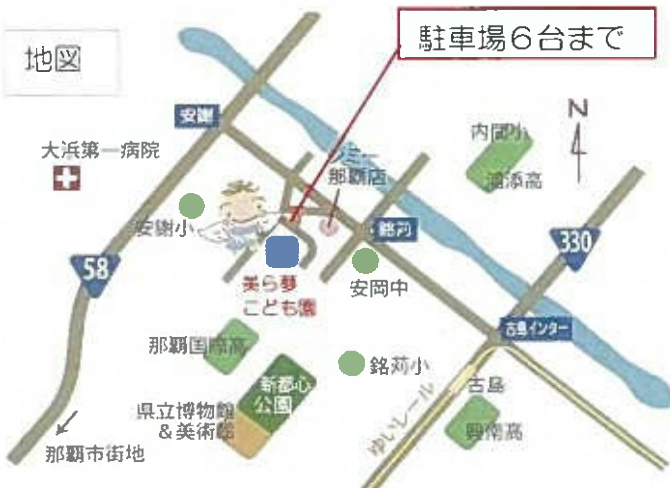 地図
駐車場6台まで
安謝
N
大浜第一病院
内間小
浦添高
ジミー
那覇店
安謝小
銘苅
330
58
美ら夢
こども園
安岡中
古島インター
那覇国際高
銘苅小
新都心
公園
古島
県立博物館
&美術館
ゆいレール
興南高
那覇市街地